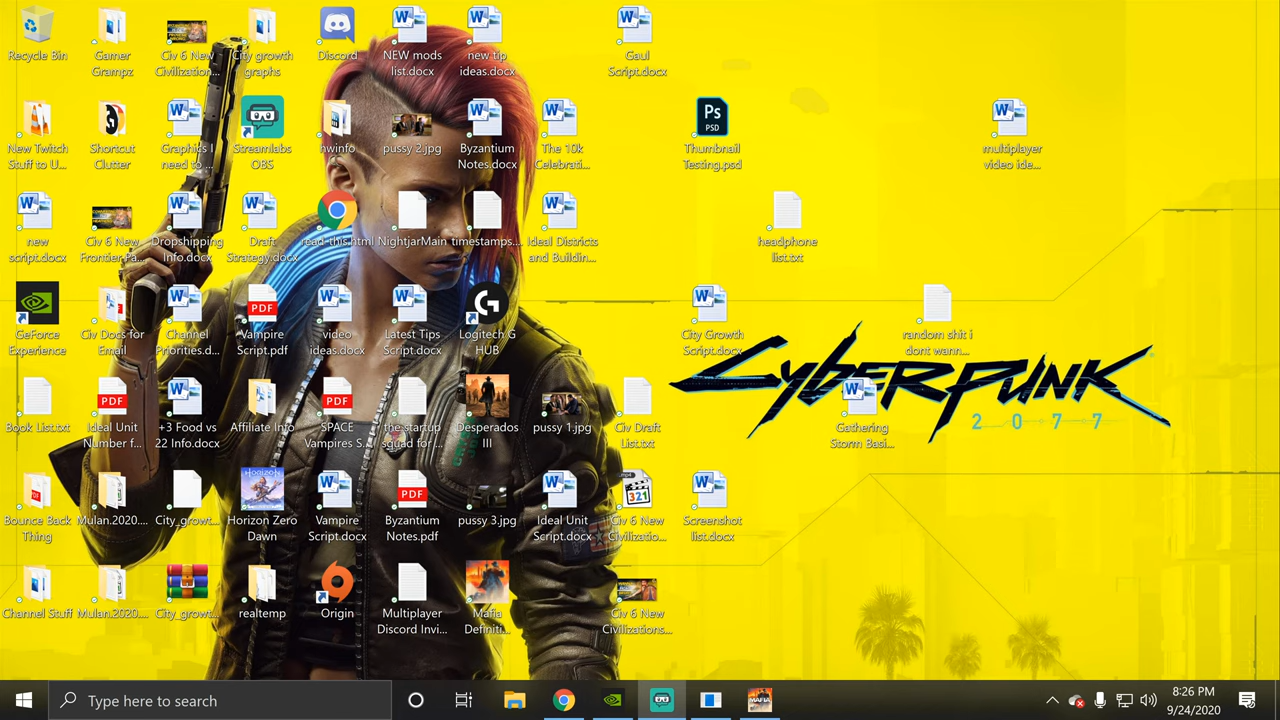 Recycle Bin
Gamer
Grampz
Civ 6 New
Civilization...
City growth
graphs
Discord
NEW mods
list.docx
new tip
ideas.docx
Gaul
Script.docx
New Twitch
Stuff to U...
Shortcut
Clutter
Graphics I
need to ...
Streamlabs
OBS
hwinfo
pussy 2.jpg
Byzantium
Notes.docx
The 10k
Celebrati...
Ps
PSD
Thumbnail
Testing.psd
multiplayer
video ide...
new
script.docx
Civ 6 New
Frontier Pa...
Dropshipping
Info.docx
Draft
Strategy.docx
read_this.html
NightjarMain
timestamps...
Ideal Districts
and Buildin...
headphone
list.txt
GeForce
Experience
Civ Docs for
Email
Channel
Priorities.d...
PDF
Vampire
Script.pdf
video
ideas.docx
Latest Tips
Script.docx
Logitech G
HUB
City Growth
Script.docx
random shit i
dont wann...
Book List.txt
PDF
Ideal Unit
Number f...
+3 Food vs
22 Info.docx
Affiliate Info
PDF
SPACE
Vampires S...
the startup
squad for ...
Desperados
III
pussy 1.jpg
Civ Draft
List.txt
Gathering
Storm Basi...
CYBERPUNK
2077
Bounce Back
Thing
Mulan.2020....
City_growt...
HORIZON
Horizon Zero
Dawn
Vampire
Script.docx
PDF
Byzantium
Notes.pdf
pussy 3.jpg
Ideal Unit
Script.docx
321
Civ 6 New
Civilizatio...
Screenshot
list.docx
Channel Stuff
Mulan.2020....
City_growt...
realtemp
Origin
Multiplayer
Discord Invi...
Mafia
Definiti...
Civ 6 New
Civilizations...
Type here to search
MAFIA
8:26 PM
9/24/2020